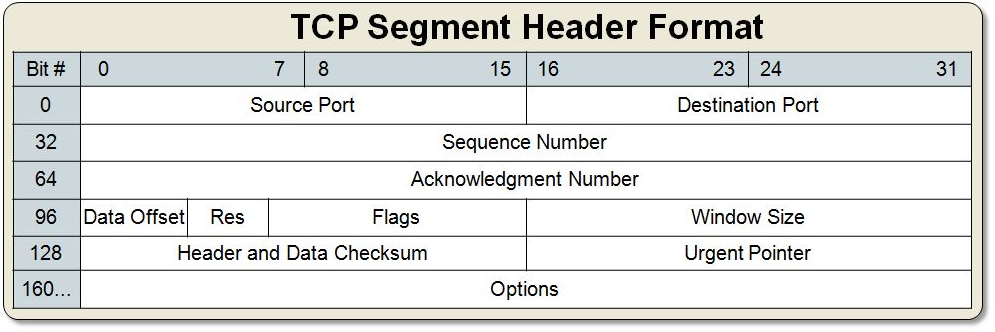 TCP Segment Header Format
Bit # 0 7 8 15 16 23 24 31
0 Source Port Destination Port
32 Sequence Number
64 Acknowledgment Number
96 Data Offset Res Flags Window Size
128 Header and Data Checksum Urgent Pointer
160... Options